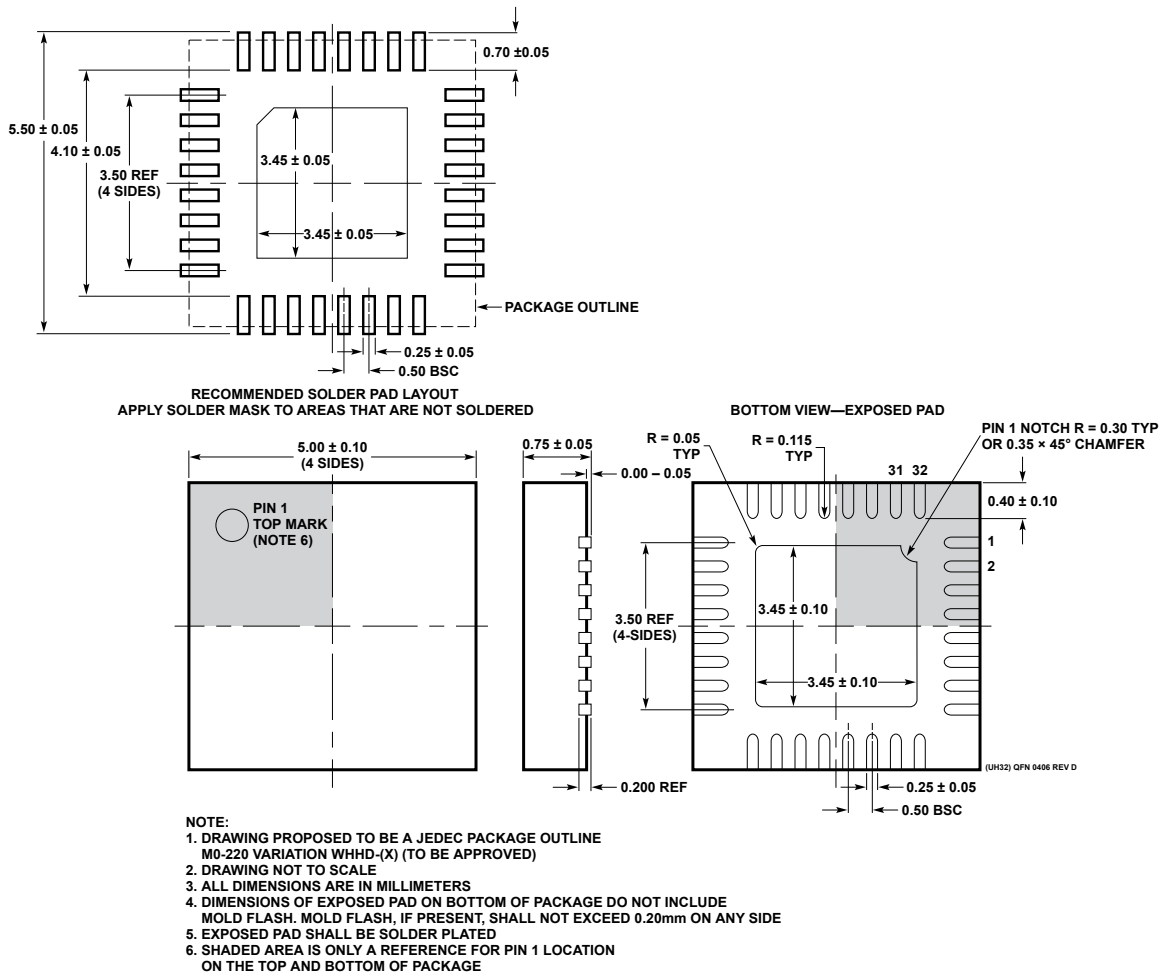 0.70 ±0.05
5.50 ± 0.05
4.10 ± 0.05
3.50 REF
(4 SIDES)
3.45 ± 0.05
3.45 ± 0.05
PACKAGE OUTLINE
0.25 ± 0.05
0.50 BSC
RECOMMENDED SOLDER PAD LAYOUT
APPLY SOLDER MASK TO AREAS THAT ARE NOT SOLDERED
5.00 ± 0.10
(4 SIDES)
PIN 1
TOP MARK
(NOTE 6)
0.75 ± 0.05
0.00 – 0.05
0.200 REF
BOTTOM VIEW—EXPOSED PAD
R = 0.05
TYP
R = 0.115
TYP
PIN 1 NOTCH R = 0.30 TYP
OR 0.35 × 45° CHAMFER
31 32
0.40 ± 0.10
1
2
3.50 REF
(4-SIDES)
3.45 ± 0.10
3.45 ± 0.10
(UH32) QFN 0406 REV D
0.25 ± 0.05
0.50 BSC
NOTE:
1. DRAWING PROPOSED TO BE A JEDEC PACKAGE OUTLINE
M0-220 VARIATION WHHD-(X) (TO BE APPROVED)
2. DRAWING NOT TO SCALE
3. ALL DIMENSIONS ARE IN MILLIMETERS
4. DIMENSIONS OF EXPOSED PAD ON BOTTOM OF PACKAGE DO NOT INCLUDE
MOLD FLASH. MOLD FLASH, IF PRESENT, SHALL NOT EXCEED 0.20mm ON ANY SIDE
5. EXPOSED PAD SHALL BE SOLDER PLATED
6. SHADED AREA IS ONLY A REFERENCE FOR PIN 1 LOCATION
ON THE TOP AND BOTTOM OF PACKAGE